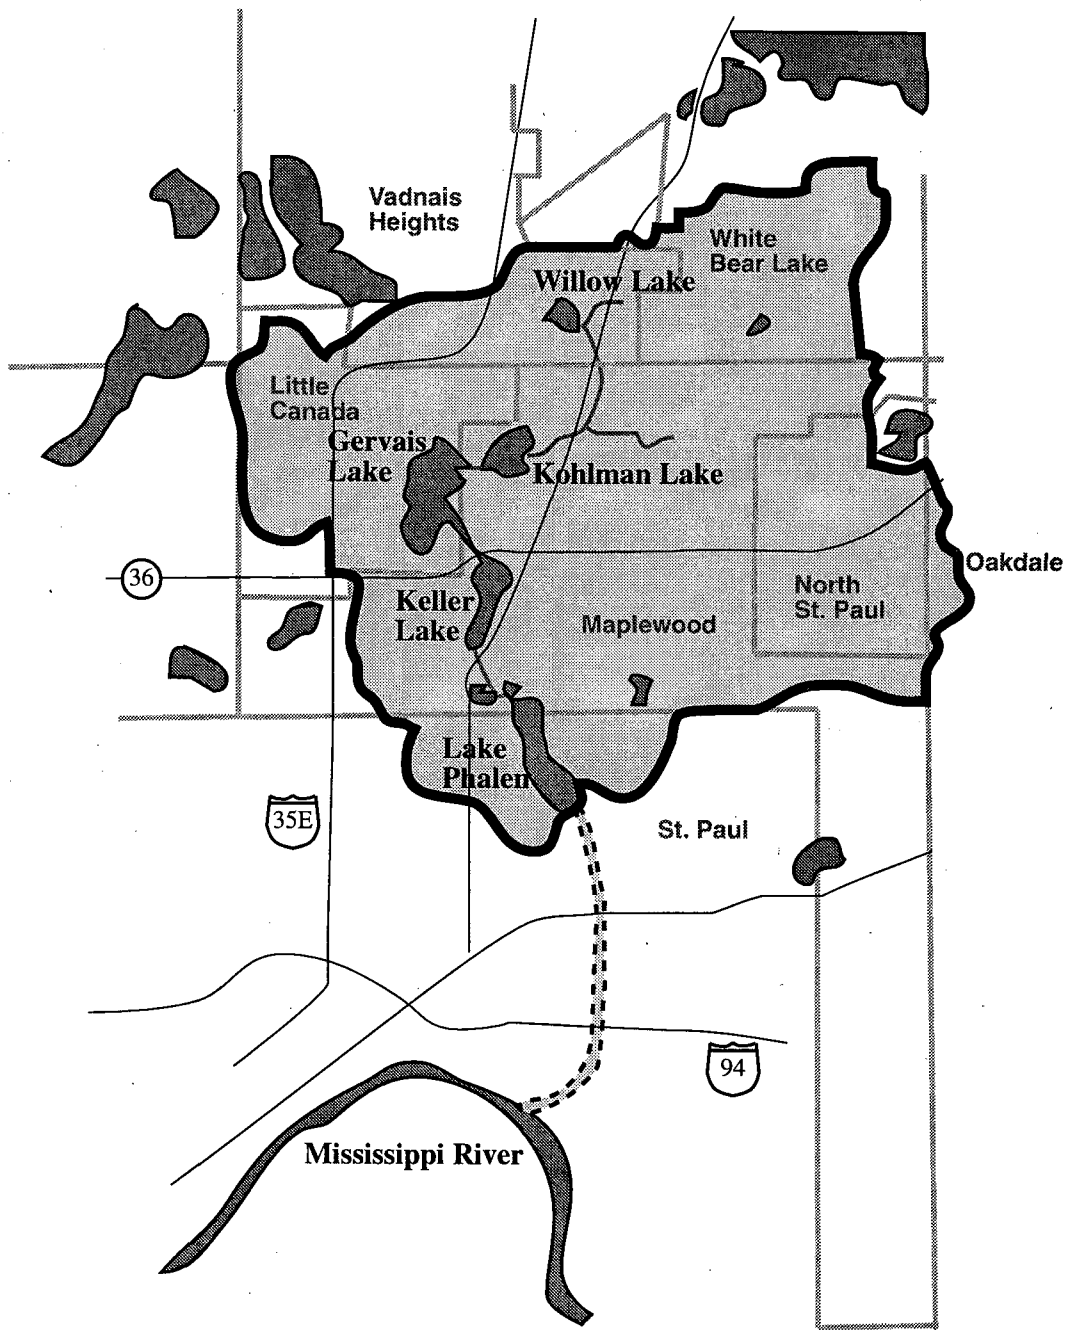 Vadnais
Heights
White
Bear Lake
Willow Lake
Little
Canada
Gervais
Lake
Kohlman Lake
36
Oakdale
Keller
Lake
North
St. Paul
Maplewood
Lake
Phalen
35E
St. Paul
94
Mississippi River